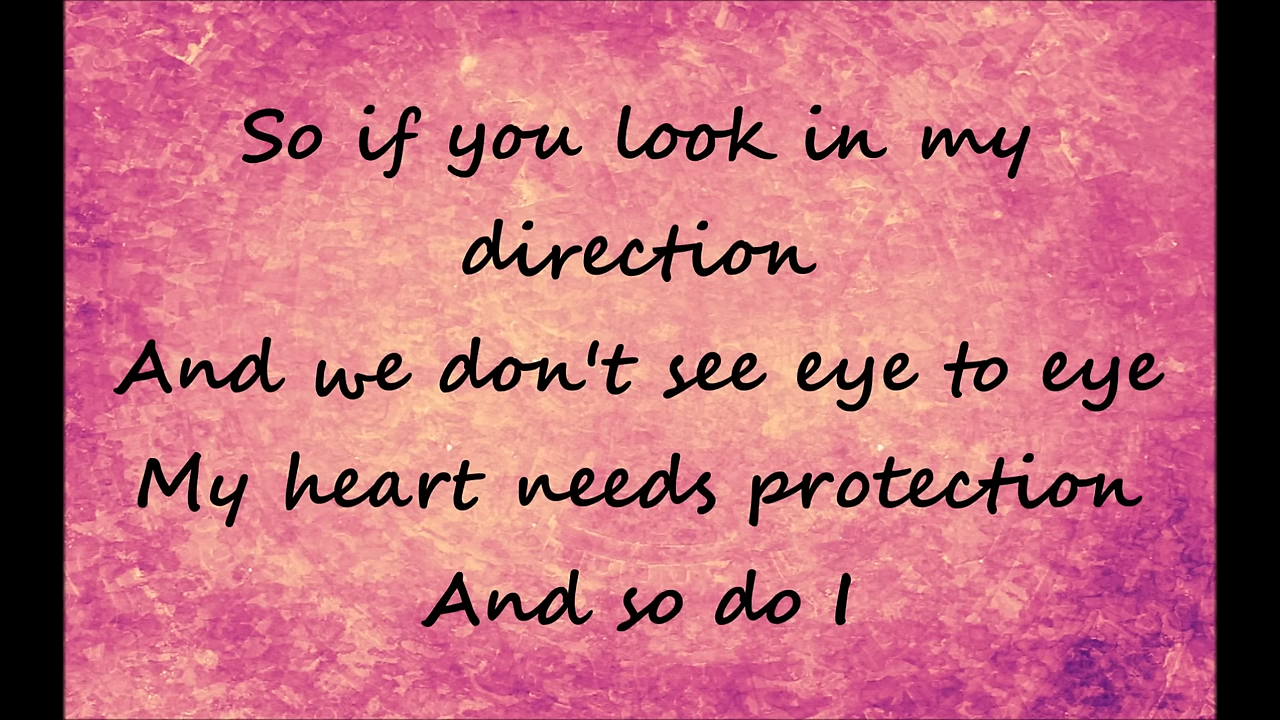 So if you look in my
direction
And we don't see eye to eye
My heart needs protection
And so do I